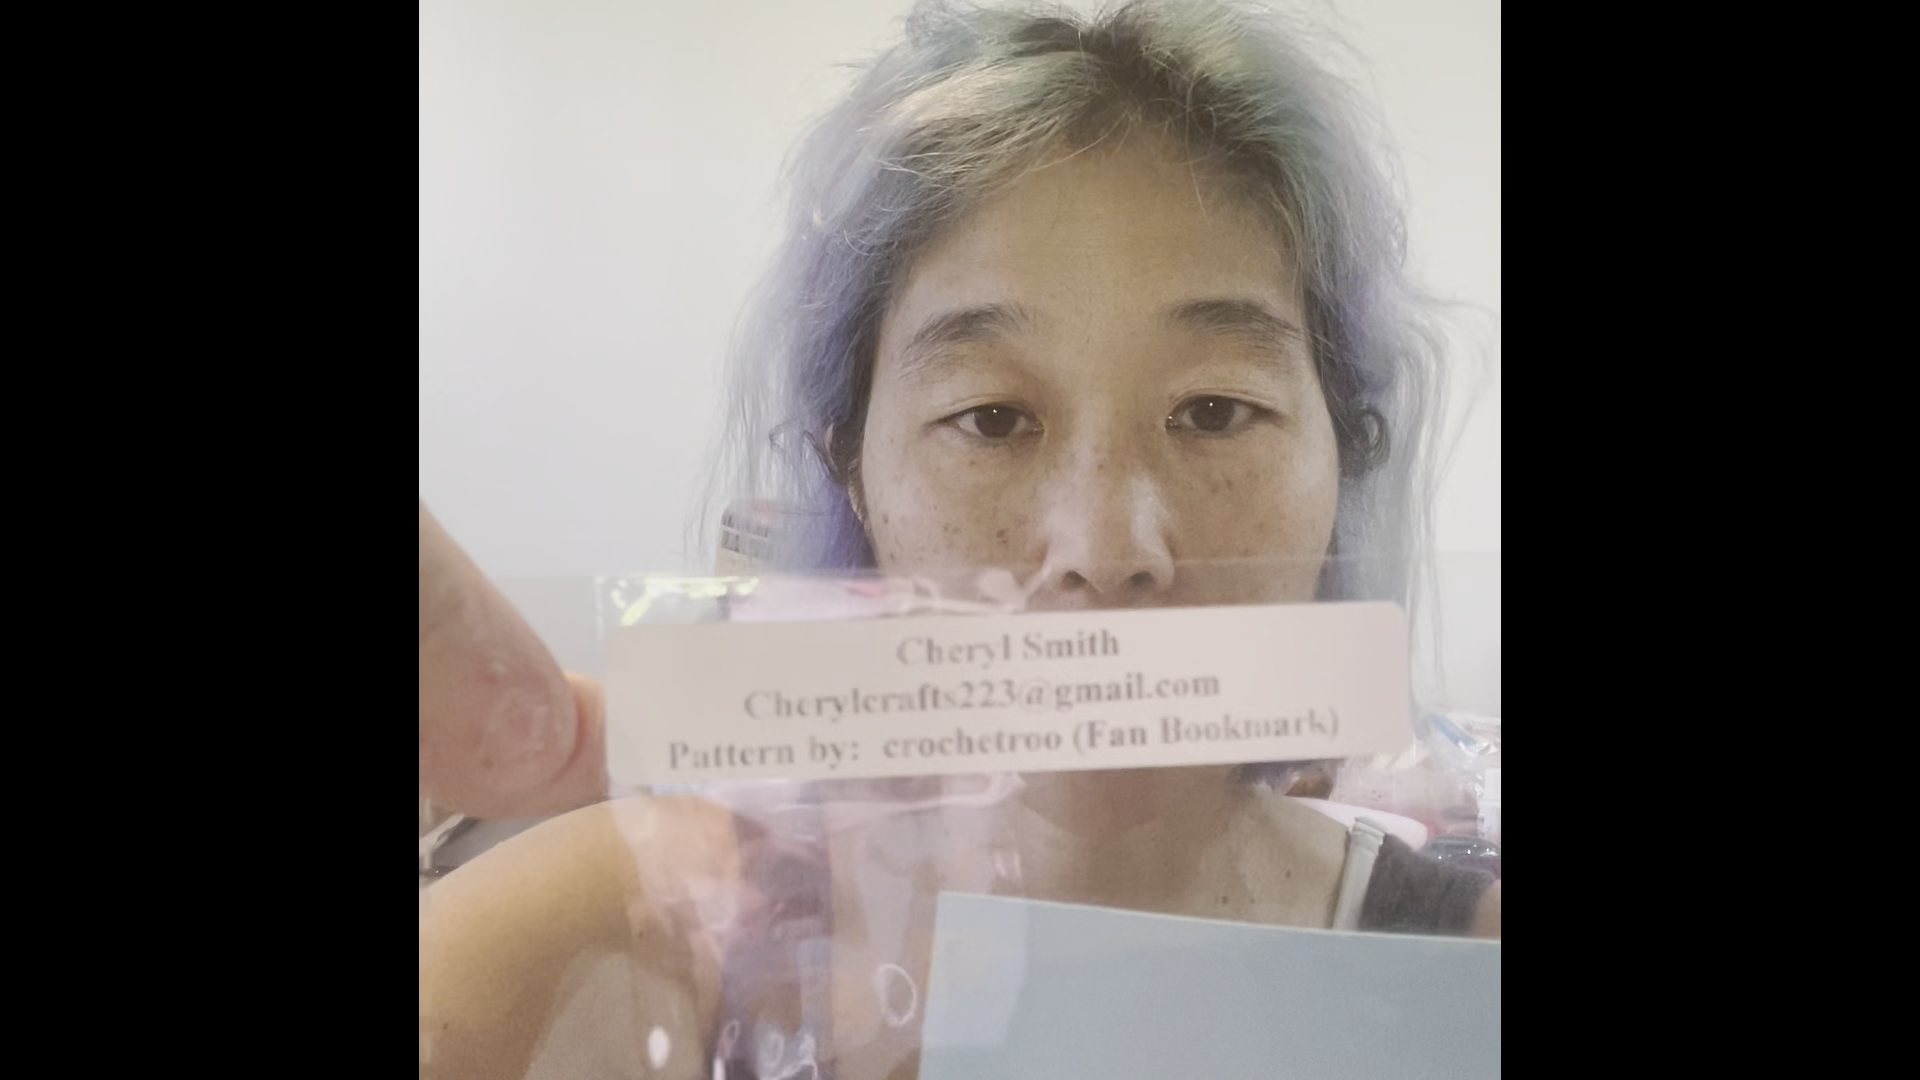 Cheryl Smith
Cherylcrafts223@gmail.com
Pattern by: crochetroo (Fan Bookmark)